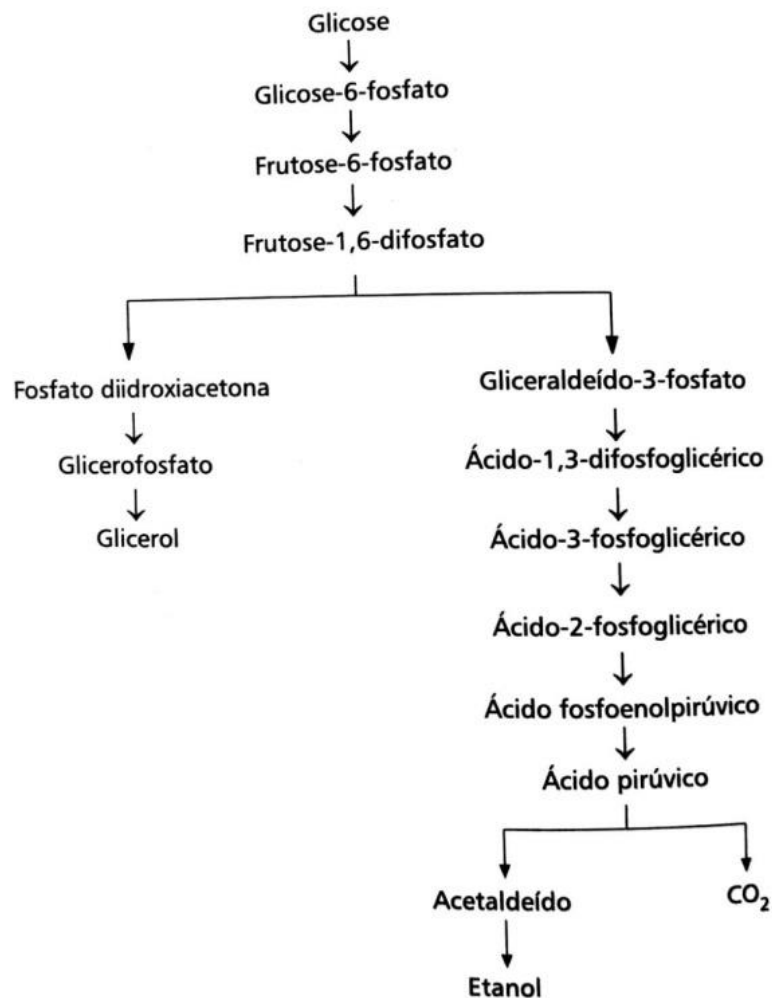 Glicose
Glicose-6-fosfato
Frutose-6-fosfato
Frutose-1,6-difosfato
Fosfato diidroxiacetona
Glicerofosfato
Glicerol
Gliceraldeído-3-fosfato
Ácido-1,3-difosfoglicérico
Ácido-3-fosfoglicérico
Ácido-2-fosfoglicérico
Ácido fosfoenolpirúvico
Ácido pirúvico
Acetaldeído
CO₂
Etanol